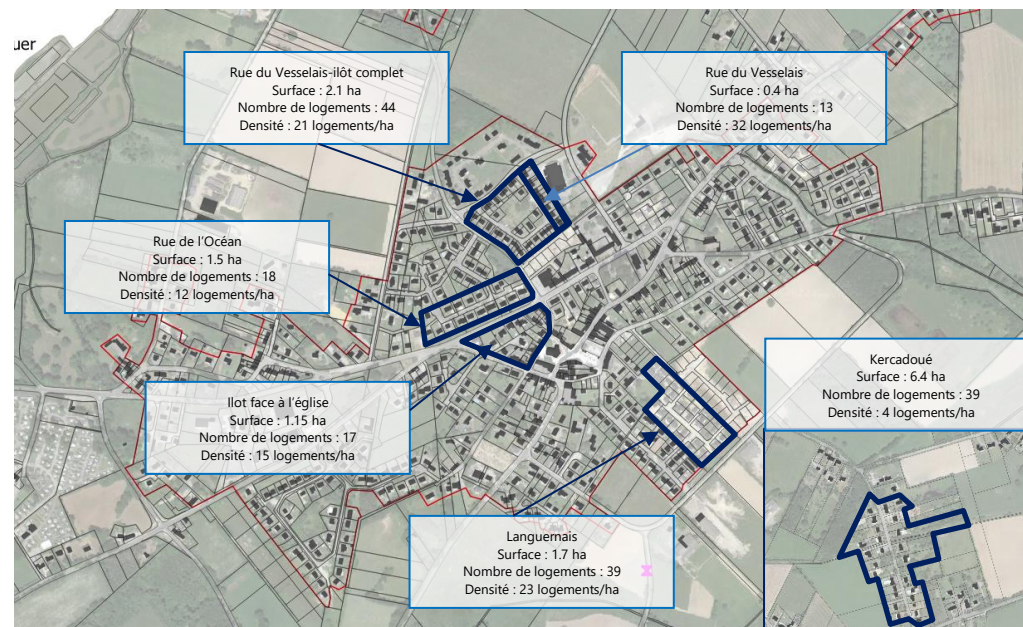 uer
Rue du Vesselais-ilôt complet
Surface : 2.1 ha
Nombre de logements : 44
Densité : 21 logements/ha
Rue du Vesselais
Surface : 0.4 ha
Nombre de logements : 13
Densité : 32 logements/ha
Rue de l'Océan
Surface : 1.5 ha
Nombre de logements : 18
Densité : 12 logements/ha
Ilot face à l'église
Surface : 1.15 ha
Nombre de logements : 17
Densité : 15 logements/ha
Kercadoué
Surface : 6.4 ha
Nombre de logements : 39
Densité : 4 logements/ha
Languernais
Surface : 1.7 ha
Nombre de logements : 39
Densité : 23 logements/ha